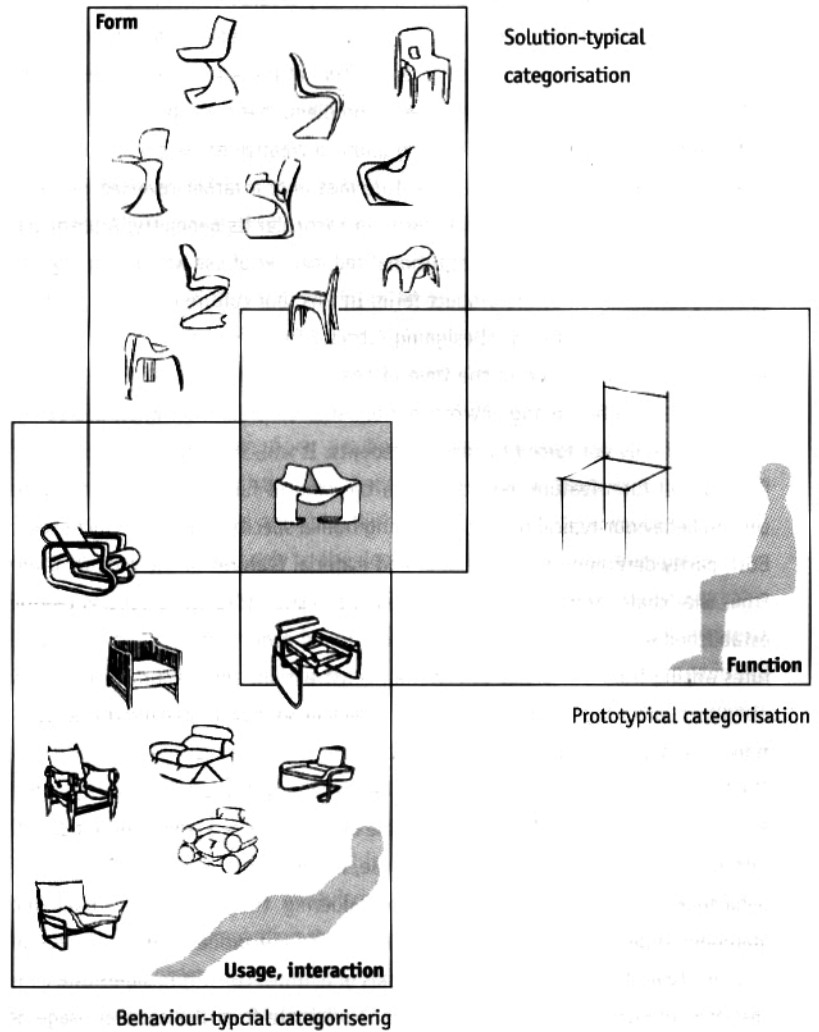 Form
Solution-typical
categorisation
Function
Prototypical categorisation
Usage, interaction
Behaviour-typcial categoriserig